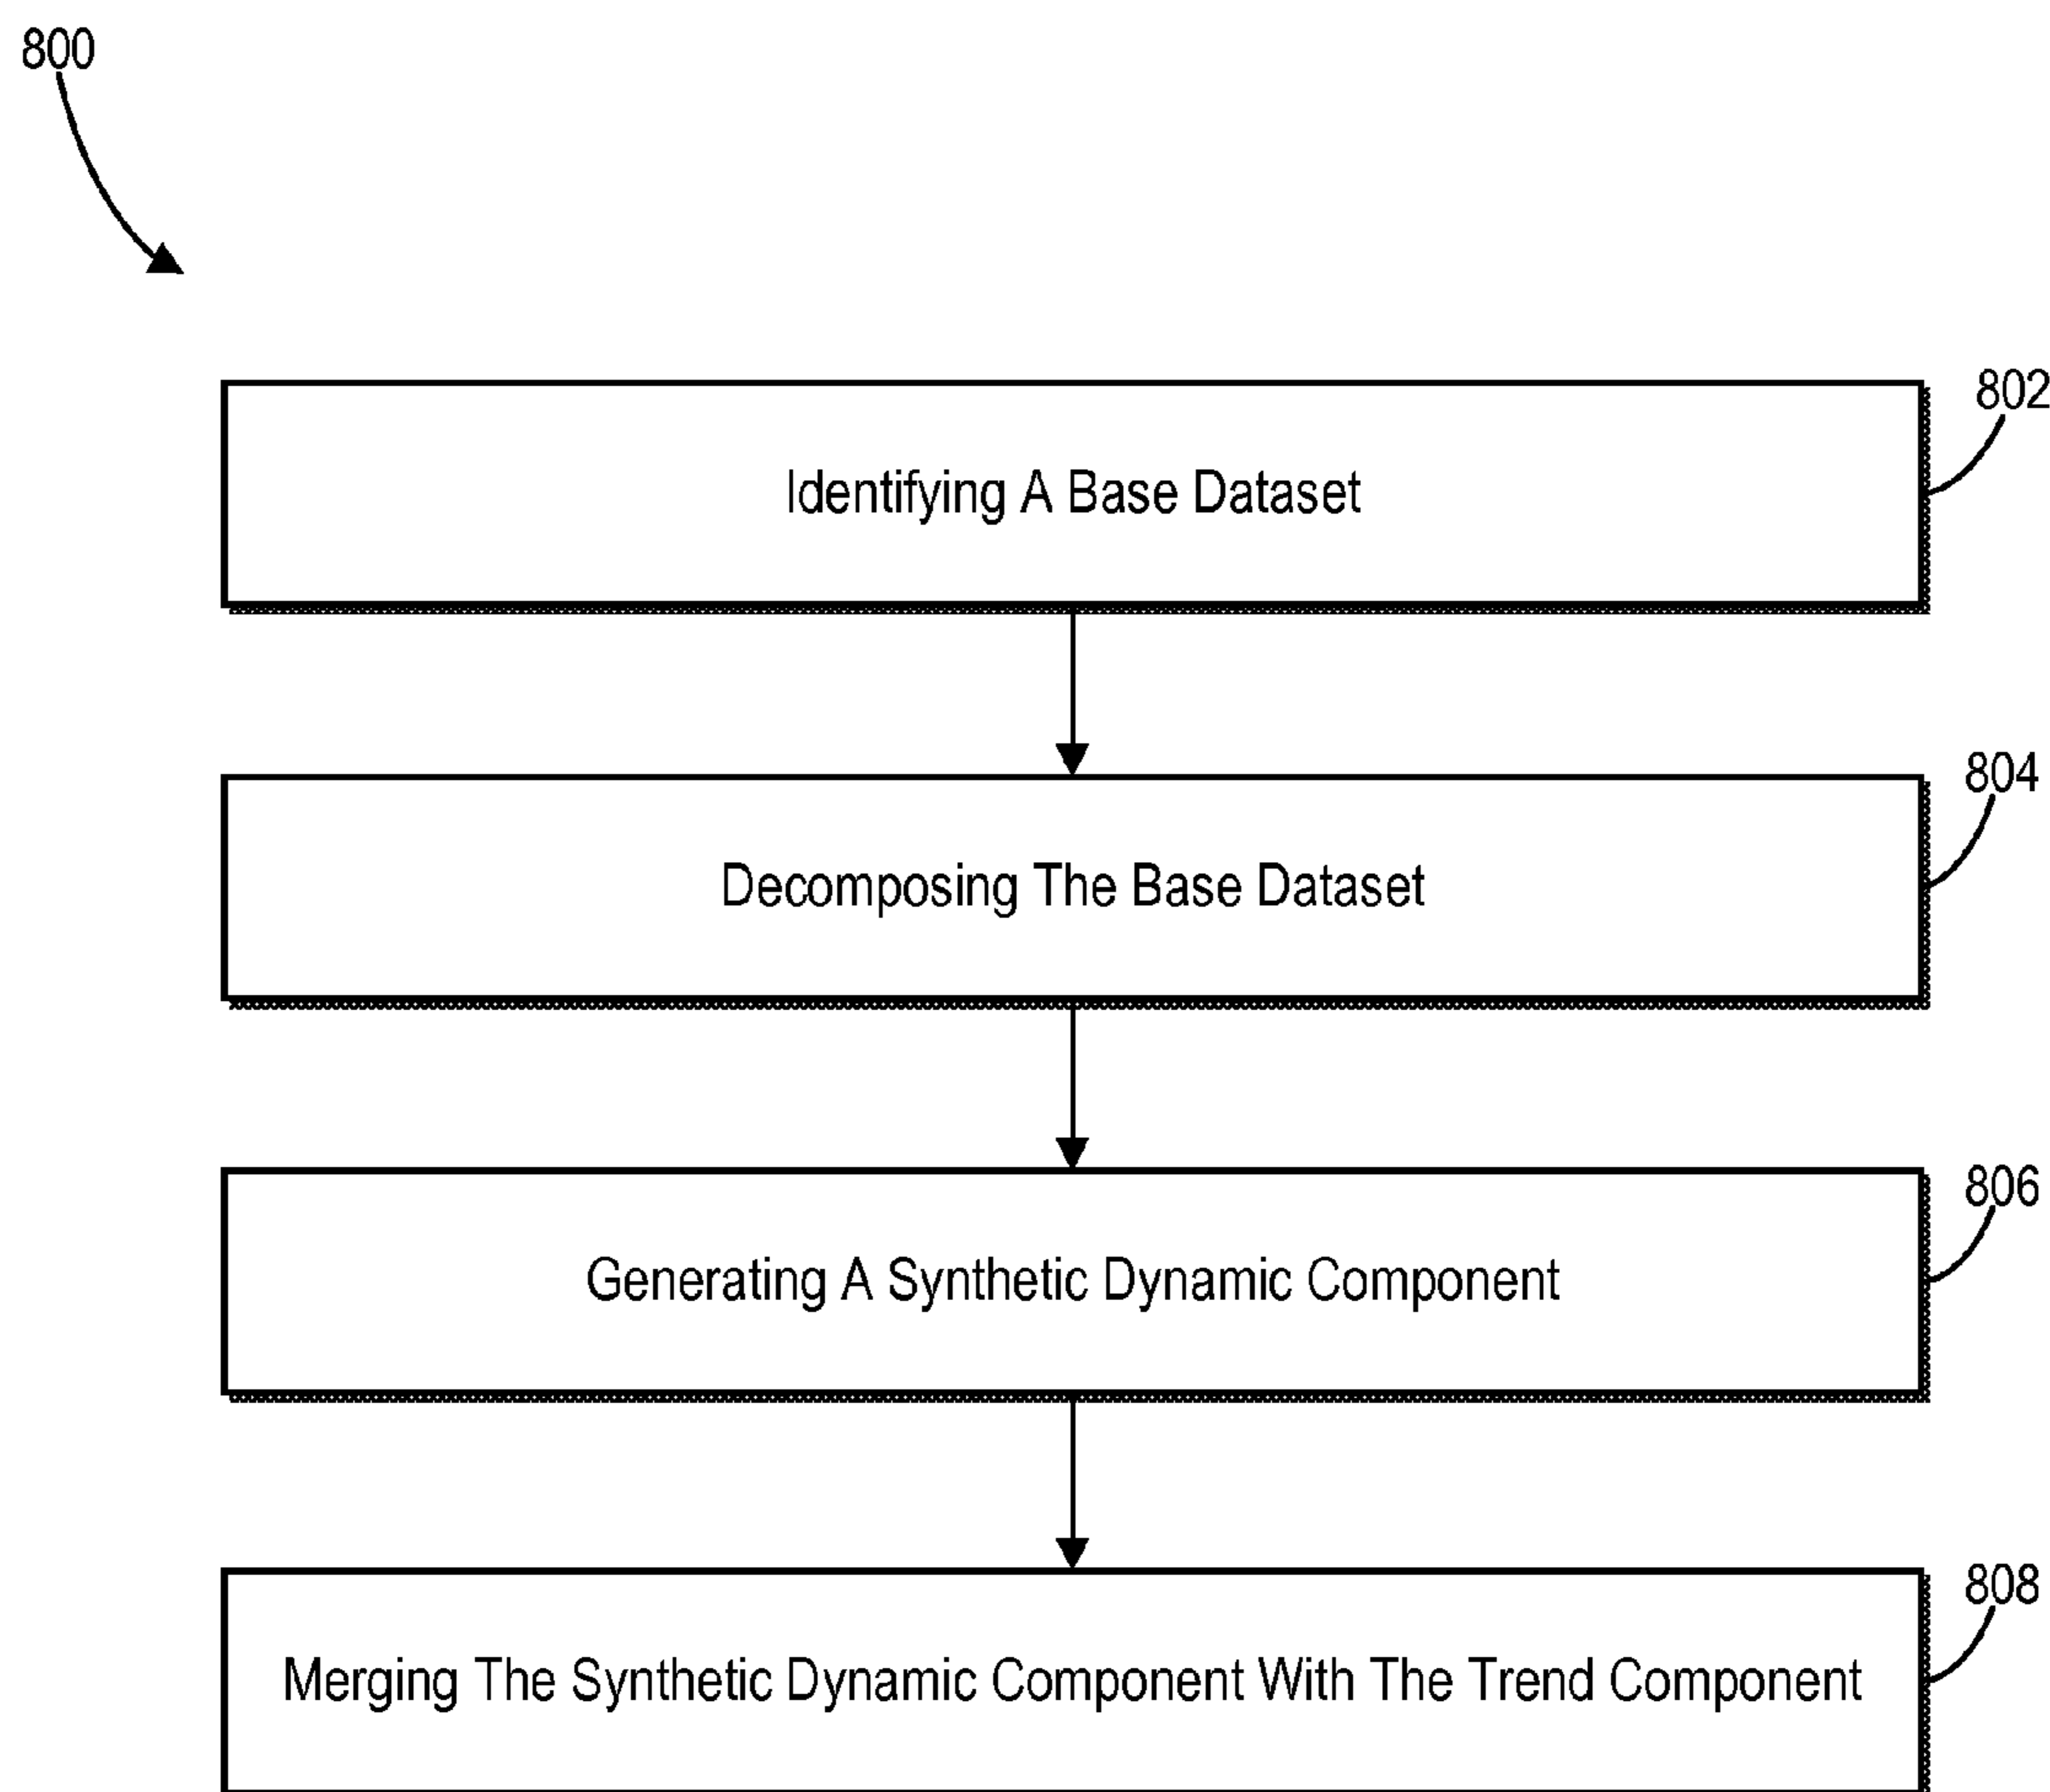 800
802
Identifying A Base Dataset
804
Decomposing The Base Dataset
806
Generating A Synthetic Dynamic Component
808
Merging The Synthetic Dynamic Component With The Trend Component